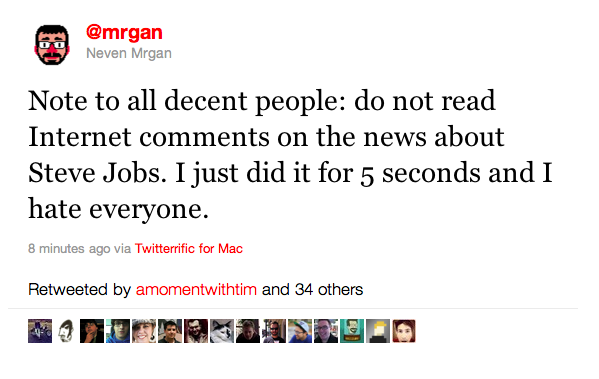 @mrgan
Neven Mrgan
Note to all decent people: do not read
Internet comments on the news about
Steve Jobs. I just did it for 5 seconds and I
hate everyone.
8 minutes ago via Twitterrific for Mac
Retweeted by amomentwithtim and 34 others